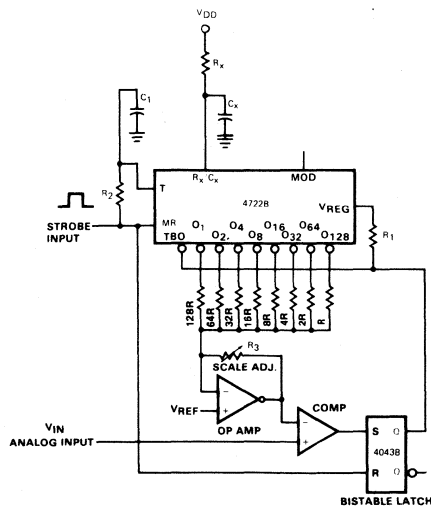 VDD
Rx
C1
Cx
Rx Cx
MOD
T
R2
4722B
VREG
STROBE
INPUT
MR
O1 O4 O16 O64
TBO O2, O8 O32 O128
R1
128R 64R 32R 16R 8R 4R 2R R
R3
SCALE ADJ.
−
VREF +
OP AMP
COMP
−
+
VIN
ANALOG INPUT
S Q
4043B
R Q
BISTABLE LATCH